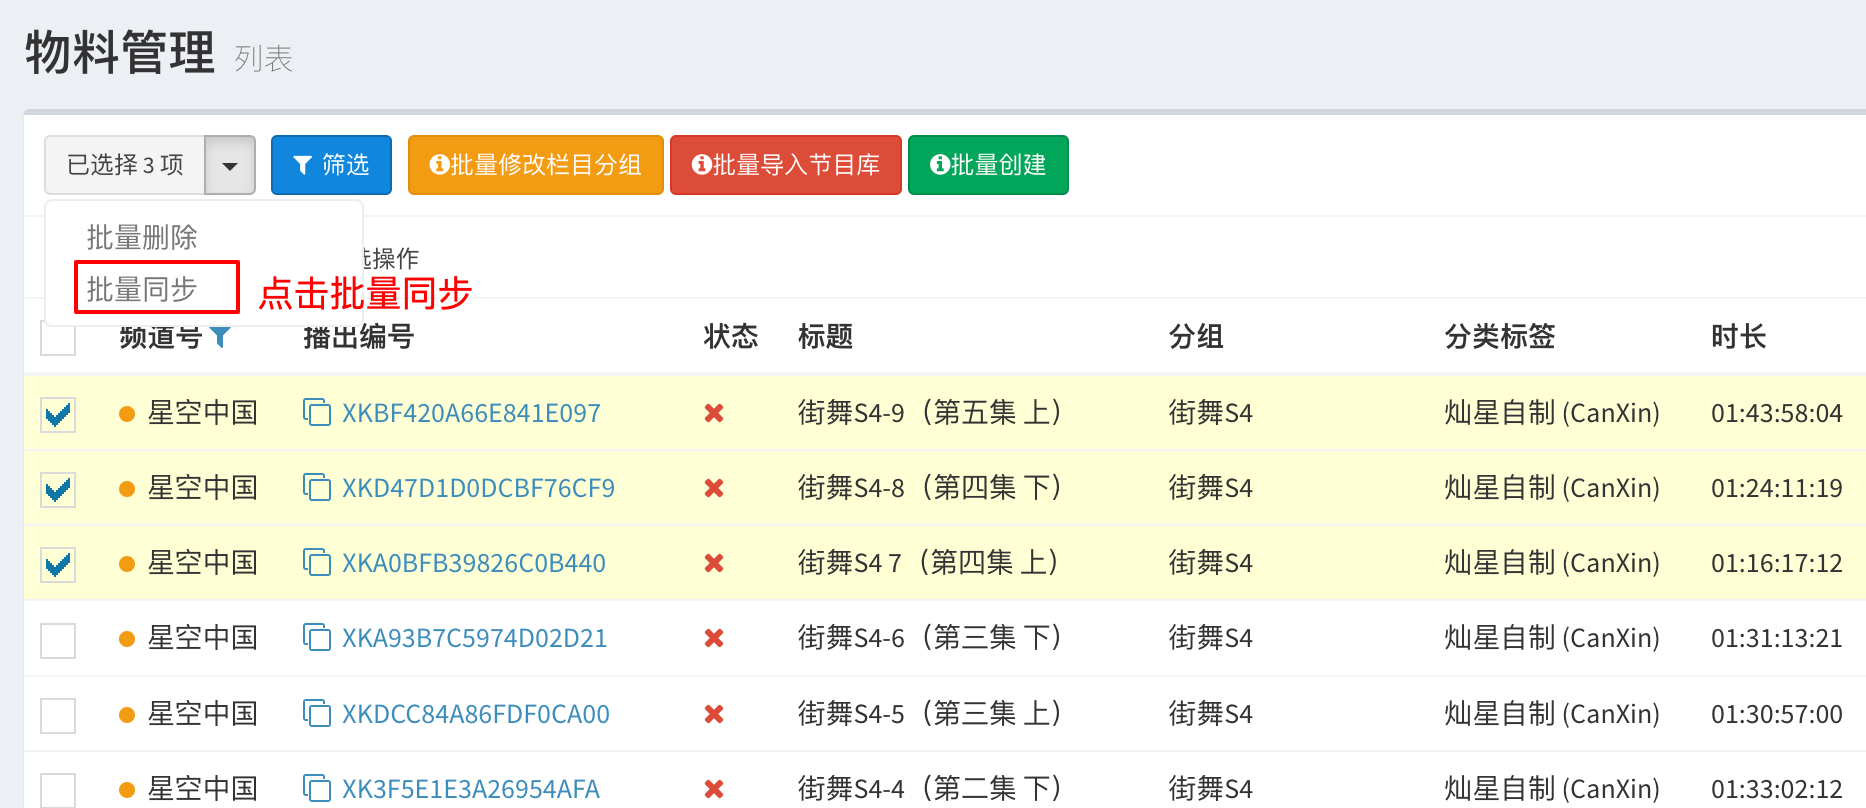 物料管理 列表
已选择 3 项 筛选 批量修改栏目分组 批量导入节目库 批量创建
批量删除
选操作
批量同步 点击批量同步
频道号 播出编号 状态 标题 分组 分类标签 时长
星空中国 XKBF420A66E841E097 街舞S4-9（第五集 上） 街舞S4 灿星自制 (CanXin) 01:43:58:04
星空中国 XKD47D1D0DCBF76CF9 街舞S4-8（第四集 下） 街舞S4 灿星自制 (CanXin) 01:24:11:19
星空中国 XKA0BFB39826C0B440 街舞S4 7（第四集 上） 街舞S4 灿星自制 (CanXin) 01:16:17:12
星空中国 XKA93B7C5974D02D21 街舞S4-6（第三集 下） 街舞S4 灿星自制 (CanXin) 01:31:13:21
星空中国 XKDCC84A86FDF0CA00 街舞S4-5（第三集 上） 街舞S4 灿星自制 (CanXin) 01:30:57:00
星空中国 XK3F5E1E3A26954AFA 街舞S4-4（第二集 下） 街舞S4 灿星自制 (CanXin) 01:33:02:12